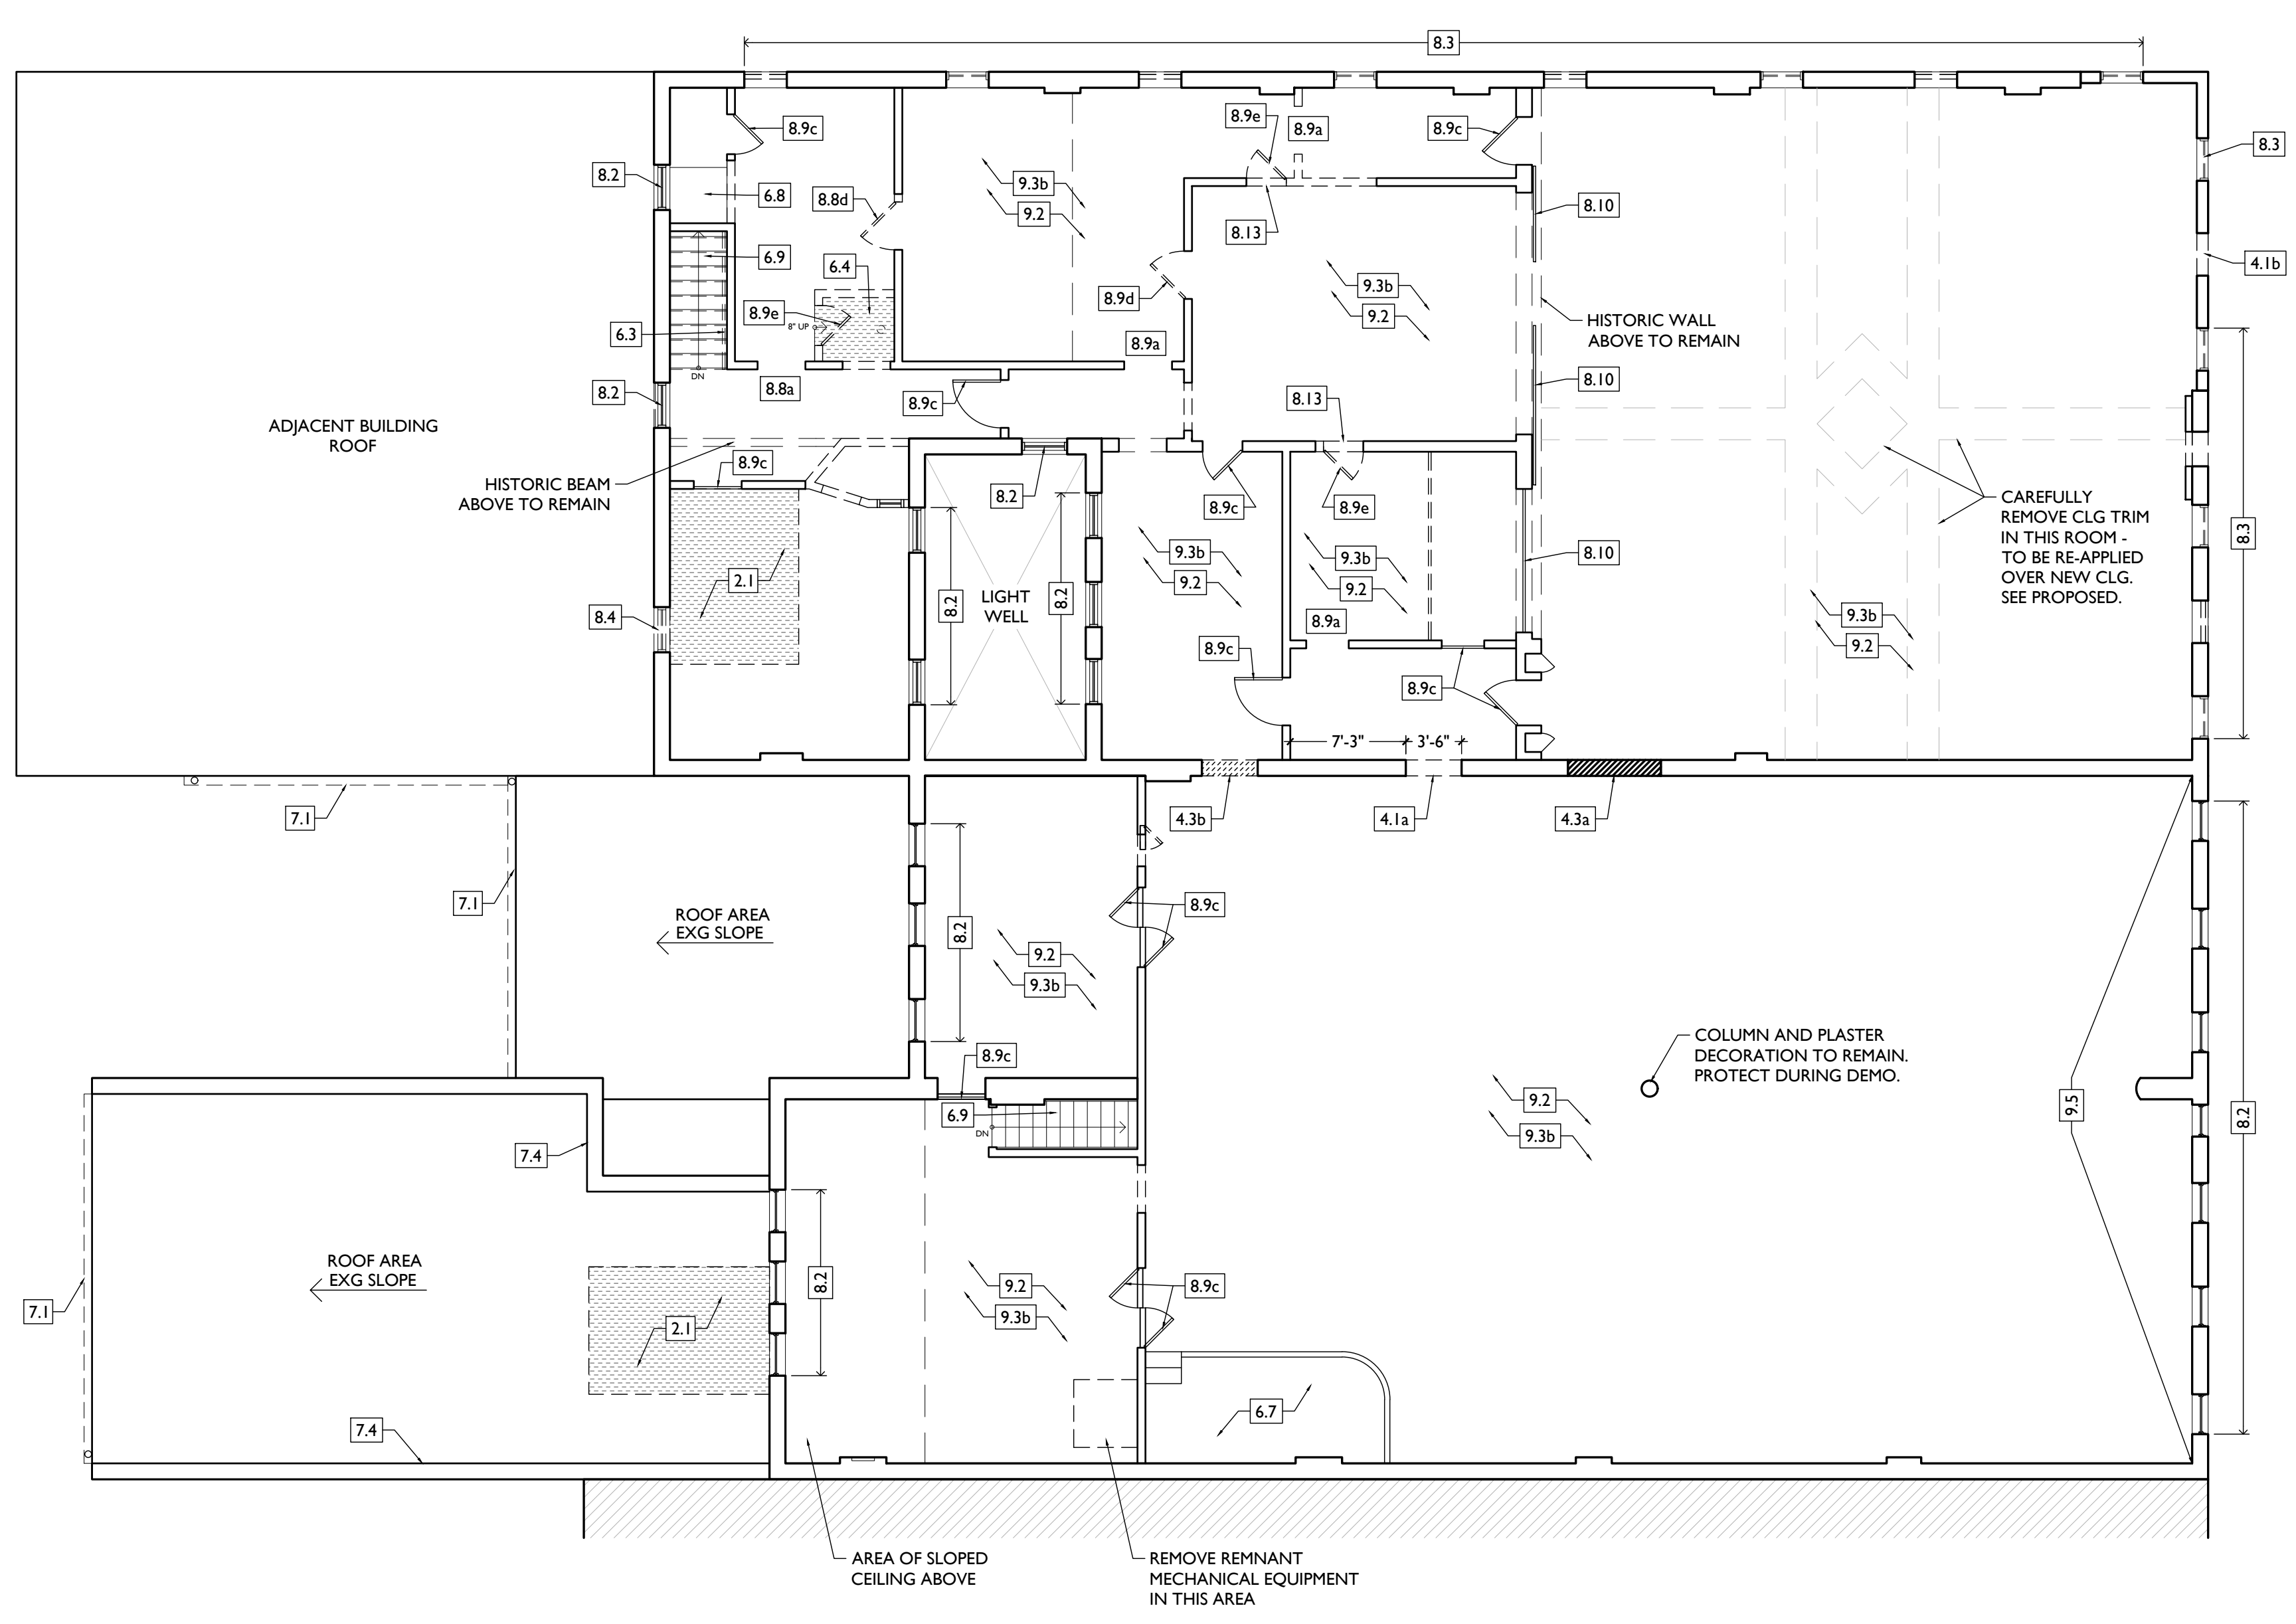 8.3
8.9c
8.9e
8.9a
8.9c
8.3
8.2
6.8
8.8d
9.3b
9.2
8.10
8.13
4.1b
6.9
6.4
8.9d
9.3b
9.2
8.9e
8" UP
6.3
HISTORIC WALL
ABOVE TO REMAIN
8.9a
DN
8.2
8.8a
8.9c
8.13
8.10
ADJACENT BUILDING
ROOF
8.9c
HISTORIC BEAM
ABOVE TO REMAIN
8.2
8.9c
8.9e
CAREFULLY
REMOVE CLG TRIM
IN THIS ROOM -
TO BE RE-APPLIED
OVER NEW CLG.
SEE PROPOSED.
8.3
9.3b
9.2
9.3b
9.2
8.10
2.1
8.2
LIGHT
WELL
8.2
8.4
8.9a
9.3b
9.2
8.9c
8.9c
7'-3"
3'-6"
7.1
4.3b
4.1a
4.3a
7.1
8.9c
ROOF AREA
EXG SLOPE
8.2
9.2
9.3b
8.9c
COLUMN AND PLASTER
DECORATION TO REMAIN.
PROTECT DURING DEMO.
9.5
8.2
6.9
DN
9.2
9.3b
7.4
ROOF AREA
EXG SLOPE
8.2
9.2
9.3b
8.9c
7.1
2.1
6.7
7.4
AREA OF SLOPED
CEILING ABOVE
REMOVE REMNANT
MECHANICAL EQUIPMENT
IN THIS AREA